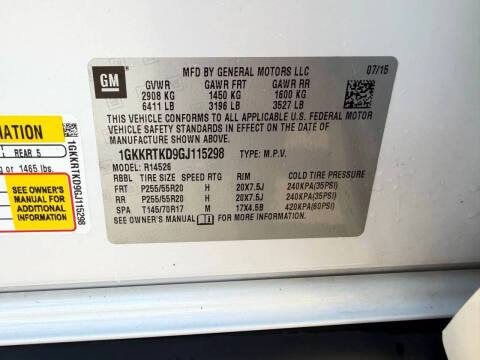 GM
MFD BY GENERAL MOTORS LLC
07/15
GVWR GAWR FRT GAWR RR
2908 KG 1450 KG 1600 KG
6411 LB 3196 LB 3527 LB
THIS VEHICLE CONFORMS TO ALL APPLICABLE U.S. FEDERAL MOTOR
VEHICLE SAFETY STANDARDS IN EFFECT ON THE DATE OF
MANUFACTURE SHOWN ABOVE.
1GKKRTKD9GJ115298 TYPE: M.P.V.
MODEL: R14526
RBBL TIRE SIZE SPEED RTG RIM COLD TIRE PRESSURE
FRT P255/55R20 H 20X7.5J 240KPA(35PSI)
RR P255/55R20 H 20X7.5J 240KPA(35PSI)
SPA T145/70R17 M 17X4.5B 420KPA(60PSI)
SEE OWNER'S MANUAL FOR MORE INFORMATION
MATION
REAR 5
or 1465 lbs.
SEE OWNER'S
MANUAL FOR
ADDITIONAL
INFORMATION
1GKKRTKD9GJ115298